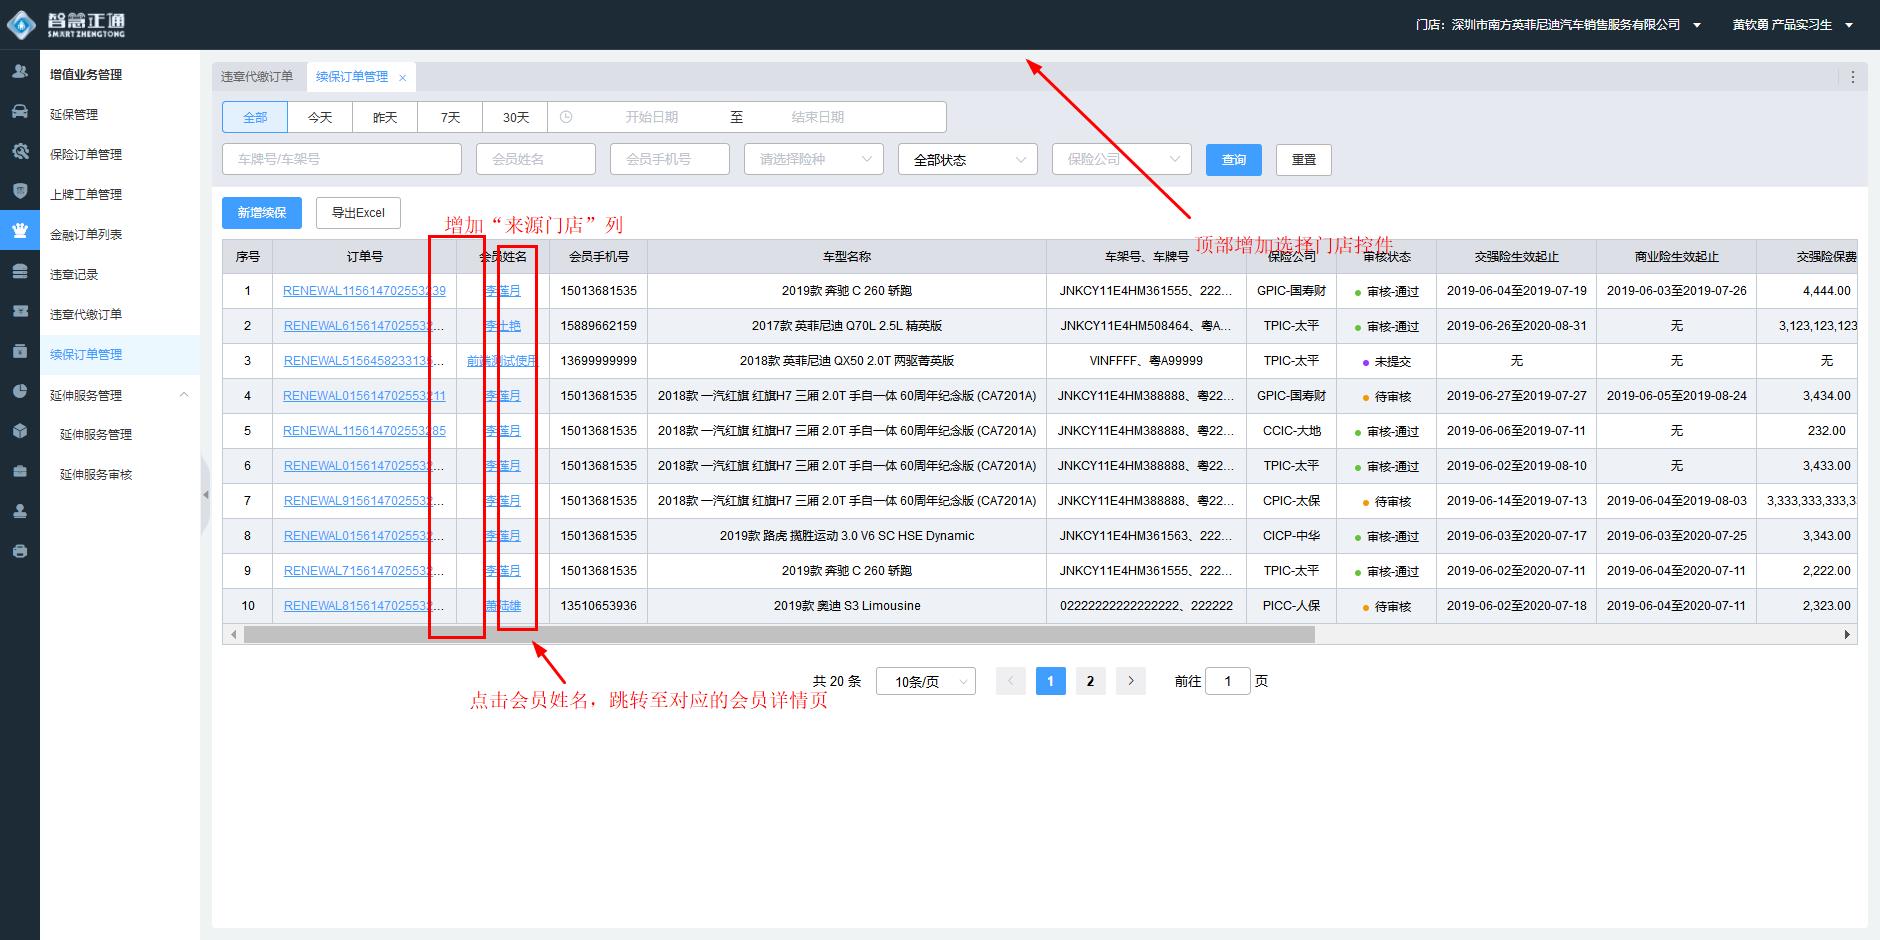 智慧正通
SMART ZHENGTONG
门店：深圳市南方英菲尼迪汽车销售服务有限公司 黄钦勇 产品实习生
增值业务管理
延保管理
保险订单管理
上牌工单管理
金融订单列表
违章记录
违章代缴订单
续保订单管理
延伸服务管理
延伸服务管理
延伸服务审核
违章代缴订单 续保订单管理 ×
全部 今天 昨天 7天 30天 开始日期 至 结束日期
车牌号/车架号 会员姓名 会员手机号 请选择险种 全部状态 保险公司 查询 重置
新增续保 导出Excel
增加“来源门店”列
顶部增加选择门店控件
序号 订单号 会员姓名 会员手机号 车型名称 车架号、车牌号 保险公司 审核状态 交强险生效起止 商业险生效起止 交强险保费
1 RENEWAL115614702553239 李莲月 15013681535 2019款 奔驰 C 260 轿跑 JNKCY11E4HM361555、222... GPIC-国寿财 审核-通过 2019-06-04至2019-07-19 2019-06-03至2019-07-26 4,444.00
2 RENEWAL6156147025532... 李士艳 15889662159 2017款 英菲尼迪 Q70L 2.5L 精英版 JNKCY11E4HM508464、粤A... TPIC-太平 审核-通过 2019-06-26至2020-08-31 无 3,123,123,123
3 RENEWAL5156458233135... 前端测试使用 13699999999 2018款 英菲尼迪 QX50 2.0T 两驱菁英版 VINFFFF、粤A99999 TPIC-太平 未提交 无 无 无
4 RENEWAL015614702553211 李莲月 15013681535 2018款 一汽红旗 红旗H7 三厢 2.0T 手自一体 60周年纪念版 (CA7201A) JNKCY11E4HM388888、粤22... GPIC-国寿财 待审核 2019-06-27至2019-07-27 2019-06-05至2019-08-24 3,434.00
5 RENEWAL115614702553285 李莲月 15013681535 2018款 一汽红旗 红旗H7 三厢 2.0T 手自一体 60周年纪念版 (CA7201A) JNKCY11E4HM388888、粤22... CCIC-大地 审核-通过 2019-06-06至2019-07-11 无 232.00
6 RENEWAL0156147025532... 李莲月 15013681535 2018款 一汽红旗 红旗H7 三厢 2.0T 手自一体 60周年纪念版 (CA7201A) JNKCY11E4HM388888、粤22... TPIC-太平 审核-通过 2019-06-02至2019-08-10 无 3,433.00
7 RENEWAL9156147025532... 李莲月 15013681535 2018款 一汽红旗 红旗H7 三厢 2.0T 手自一体 60周年纪念版 (CA7201A) JNKCY11E4HM388888、粤22... CPIC-太保 待审核 2019-06-14至2019-07-13 2019-06-04至2019-08-03 3,333,333,333,3
8 RENEWAL0156147025532... 李莲月 15013681535 2019款 路虎 揽胜运动 3.0 V6 SC HSE Dynamic JNKCY11E4HM361563、222... CICP-中华 审核-通过 2019-06-03至2020-07-17 2019-06-03至2020-07-25 3,343.00
9 RENEWAL7156147025532... 李莲月 15013681535 2019款 奔驰 C 260 轿跑 JNKCY11E4HM361555、222... TPIC-太平 审核-通过 2019-06-02至2020-07-11 2019-06-04至2020-07-11 2,222.00
10 RENEWAL8156147025532... 萧陆雄 13510653936 2019款 奥迪 S3 Limousine 02222222222222222、222222 PICC-人保 待审核 2019-06-02至2020-07-18 2019-06-04至2020-07-11 2,323.00
共 20 条 10条/页 1 2 前往 1 页
点击会员姓名，跳转至对应的会员详情页